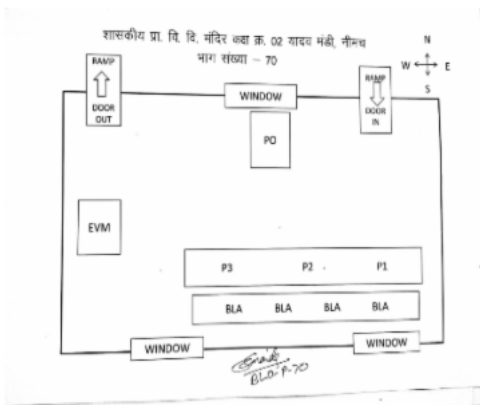 शासकीय प्रा. वि. वि. मंदिर कक्ष क्र. 02 यादव मंडी, नीमच
भाग संख्या – 70
N
W E
S
RAMP
DOOR
OUT
WINDOW
RAMP
DOOR
IN
PO
EVM
P3 P2 P1
BLA BLA BLA BLA
WINDOW
WINDOW
BLO-P-70